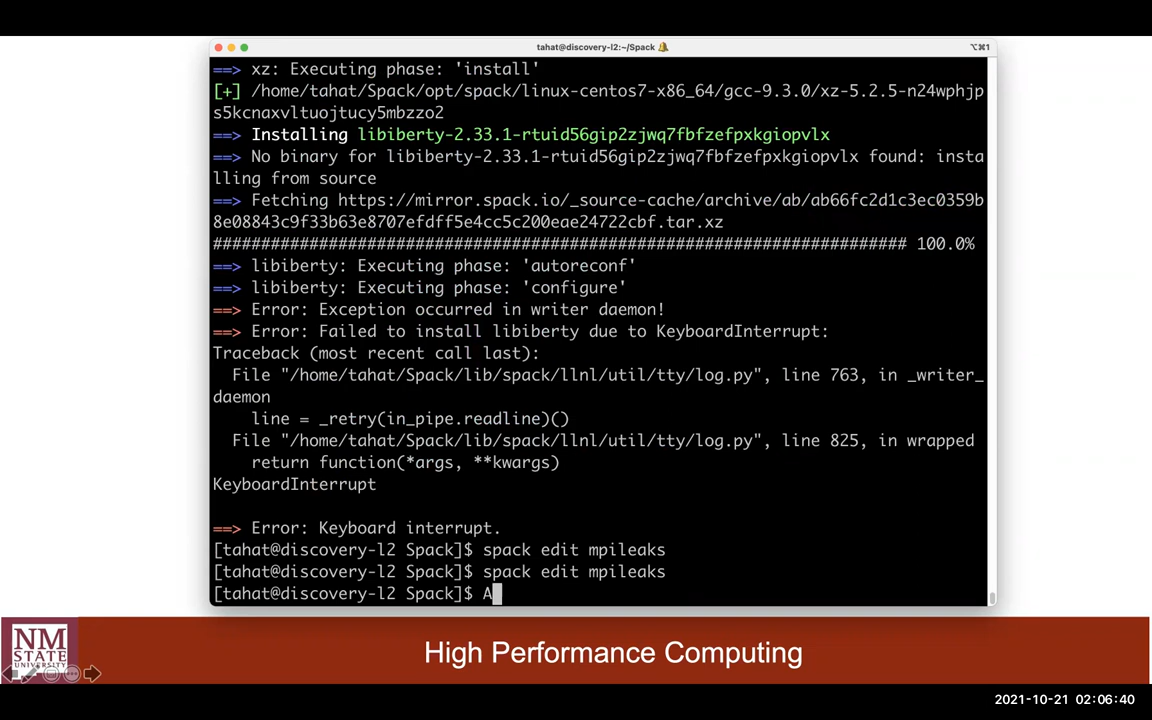 tahat@discovery-l2:~/Spack
⌥⌘1
==> xz: Executing phase: 'install'
[+] /home/tahat/Spack/opt/spack/linux-centos7-x86_64/gcc-9.3.0/xz-5.2.5-n24wphjp
s5kcnaxvltuojtucy5mbzzo2
==> Installing libiberty-2.33.1-rtuid56gip2zjwq7fbfzefpxkgiopvlx
==> No binary for libiberty-2.33.1-rtuid56gip2zjwq7fbfzefpxkgiopvlx found: insta
lling from source
==> Fetching https://mirror.spack.io/_source-cache/archive/ab/ab66fc2d1c3ec0359b
8e08843c9f33b63e8707efdff5e4cc5c200eae24722cbf.tar.xz
######################################################################## 100.0%
==> libiberty: Executing phase: 'autoreconf'
==> libiberty: Executing phase: 'configure'
==> Error: Exception occurred in writer daemon!
==> Error: Failed to install libiberty due to KeyboardInterrupt:
Traceback (most recent call last):
  File "/home/tahat/Spack/lib/spack/llnl/util/tty/log.py", line 763, in _writer_
daemon
    line = _retry(in_pipe.readline)()
  File "/home/tahat/Spack/lib/spack/llnl/util/tty/log.py", line 825, in wrapped
    return function(*args, **kwargs)
KeyboardInterrupt
==> Error: Keyboard interrupt.
[tahat@discovery-l2 Spack]$ spack edit mpileaks
[tahat@discovery-l2 Spack]$ spack edit mpileaks
[tahat@discovery-l2 Spack]$ A
NM
STATE
UNIVERSITY
High Performance Computing
2021-10-21 02:06:40